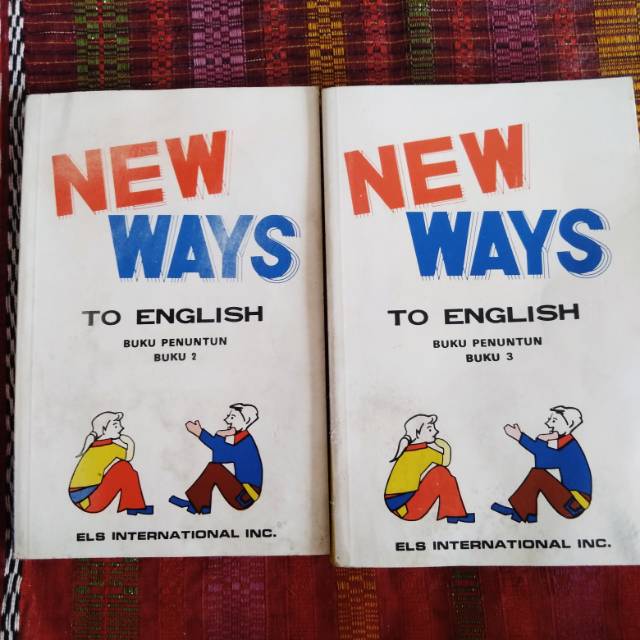 NEW
WAYS
TO ENGLISH
BUKU PENUNTUN
BUKU 2
ELS INTERNATIONAL INC.
NEW
WAYS
TO ENGLISH
BUKU PENUNTUN
BUKU 3
ELS INTERNATIONAL INC.